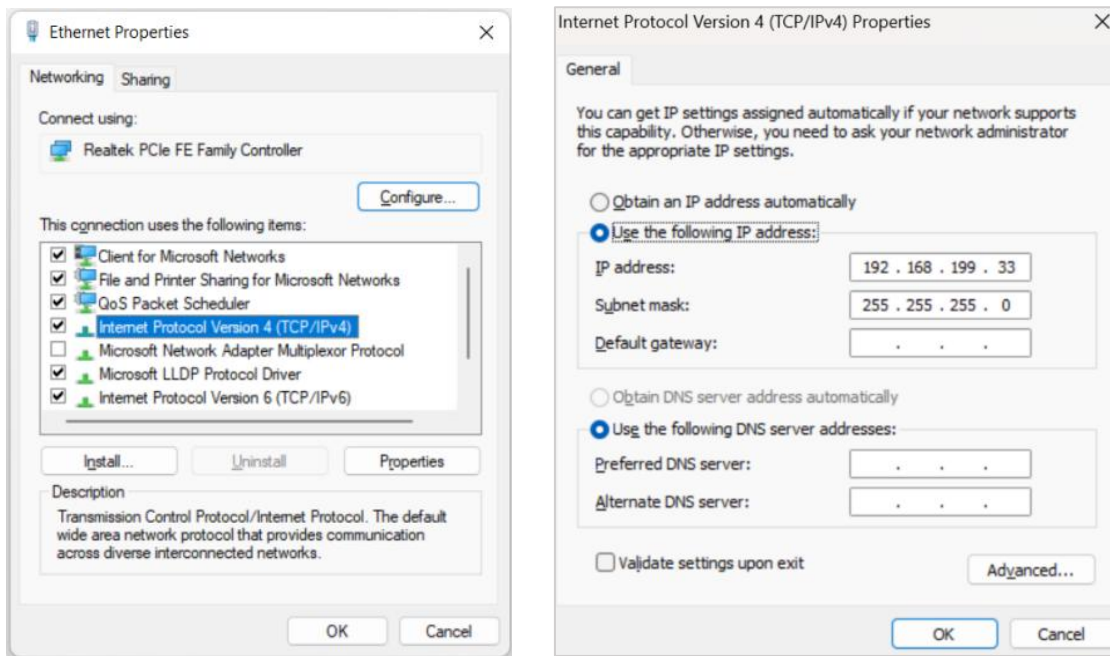 Ethernet Properties
Networking
Sharing
Connect using:
Realtek PCIe FE Family Controller
Configure...
This connection uses the following items:
Client for Microsoft Networks
File and Printer Sharing for Microsoft Networks
QoS Packet Scheduler
Internet Protocol Version 4 (TCP/IPv4)
Microsoft Network Adapter Multiplexor Protocol
Microsoft LLDP Protocol Driver
Internet Protocol Version 6 (TCP/IPv6)
Install...
Uninstall
Properties
Description
Transmission Control Protocol/Internet Protocol. The default
wide area network protocol that provides communication
across diverse interconnected networks.
OK
Cancel
Internet Protocol Version 4 (TCP/IPv4) Properties
General
You can get IP settings assigned automatically if your network supports
this capability. Otherwise, you need to ask your network administrator
for the appropriate IP settings.
Obtain an IP address automatically
Use the following IP address:
IP address: 192 . 168 . 199 . 33
Subnet mask: 255 . 255 . 255 . 0
Default gateway: . . .
Obtain DNS server address automatically
Use the following DNS server addresses:
Preferred DNS server: . . .
Alternate DNS server: . . .
Validate settings upon exit
Advanced...
OK
Cancel